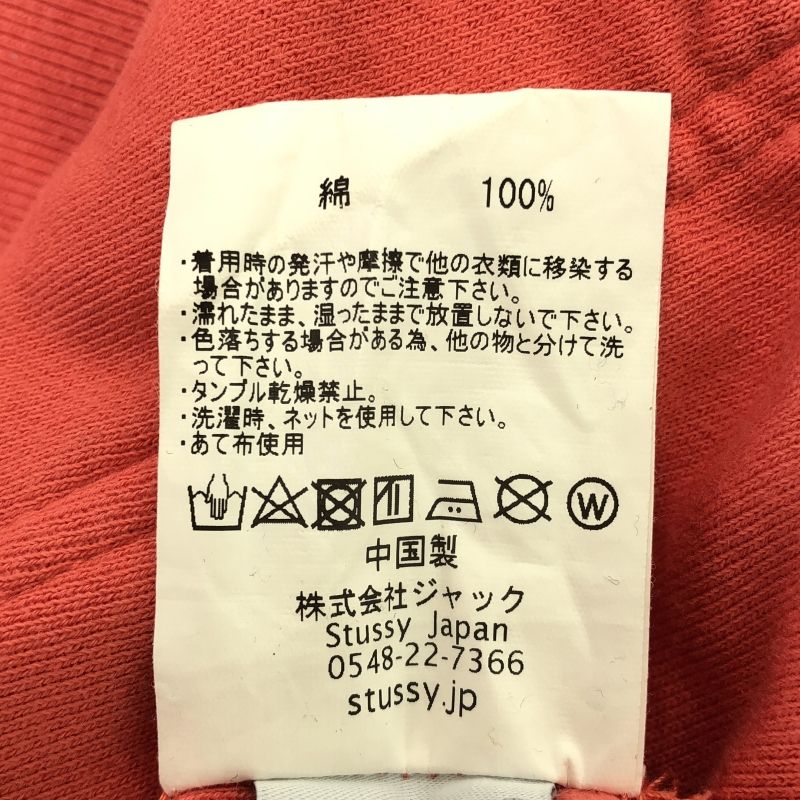 綿 100%
・着用時の発汗や摩擦で他の衣類に移染する
場合がありますのでご注意下さい。
・濡れたまま、湿ったままで放置しないで下さい。
・色落ちする場合がある為、他の物と分けて洗
って下さい。
・タンブル乾燥禁止。
・洗濯時、ネットを使用して下さい。
・あて布使用
W
中国製
株式会社ジャック
Stussy Japan
0548-22-7366
stussy.jp